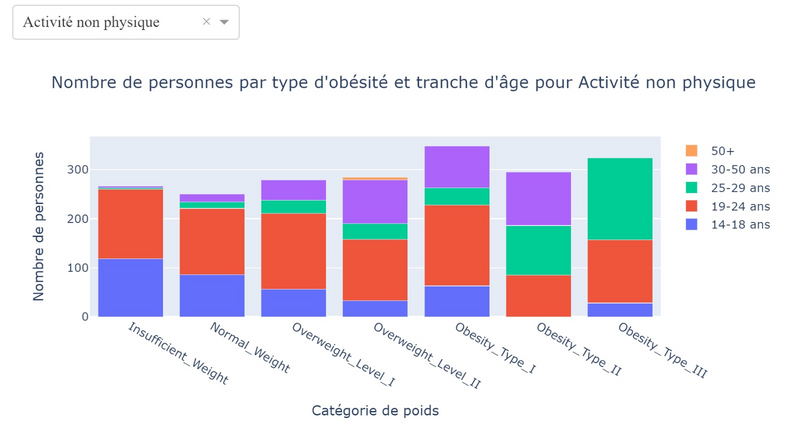 Activité non physique ×
Nombre de personnes par type d'obésité et tranche d'âge pour Activité non physique
Nombre de personnes
300
200
100
0
50+
30-50 ans
25-29 ans
19-24 ans
14-18 ans
Insufficient_Weight
Normal_Weight
Overweight_Level_I
Overweight_Level_II
Obesity_Type_I
Obesity_Type_II
Obesity_Type_III
Catégorie de poids